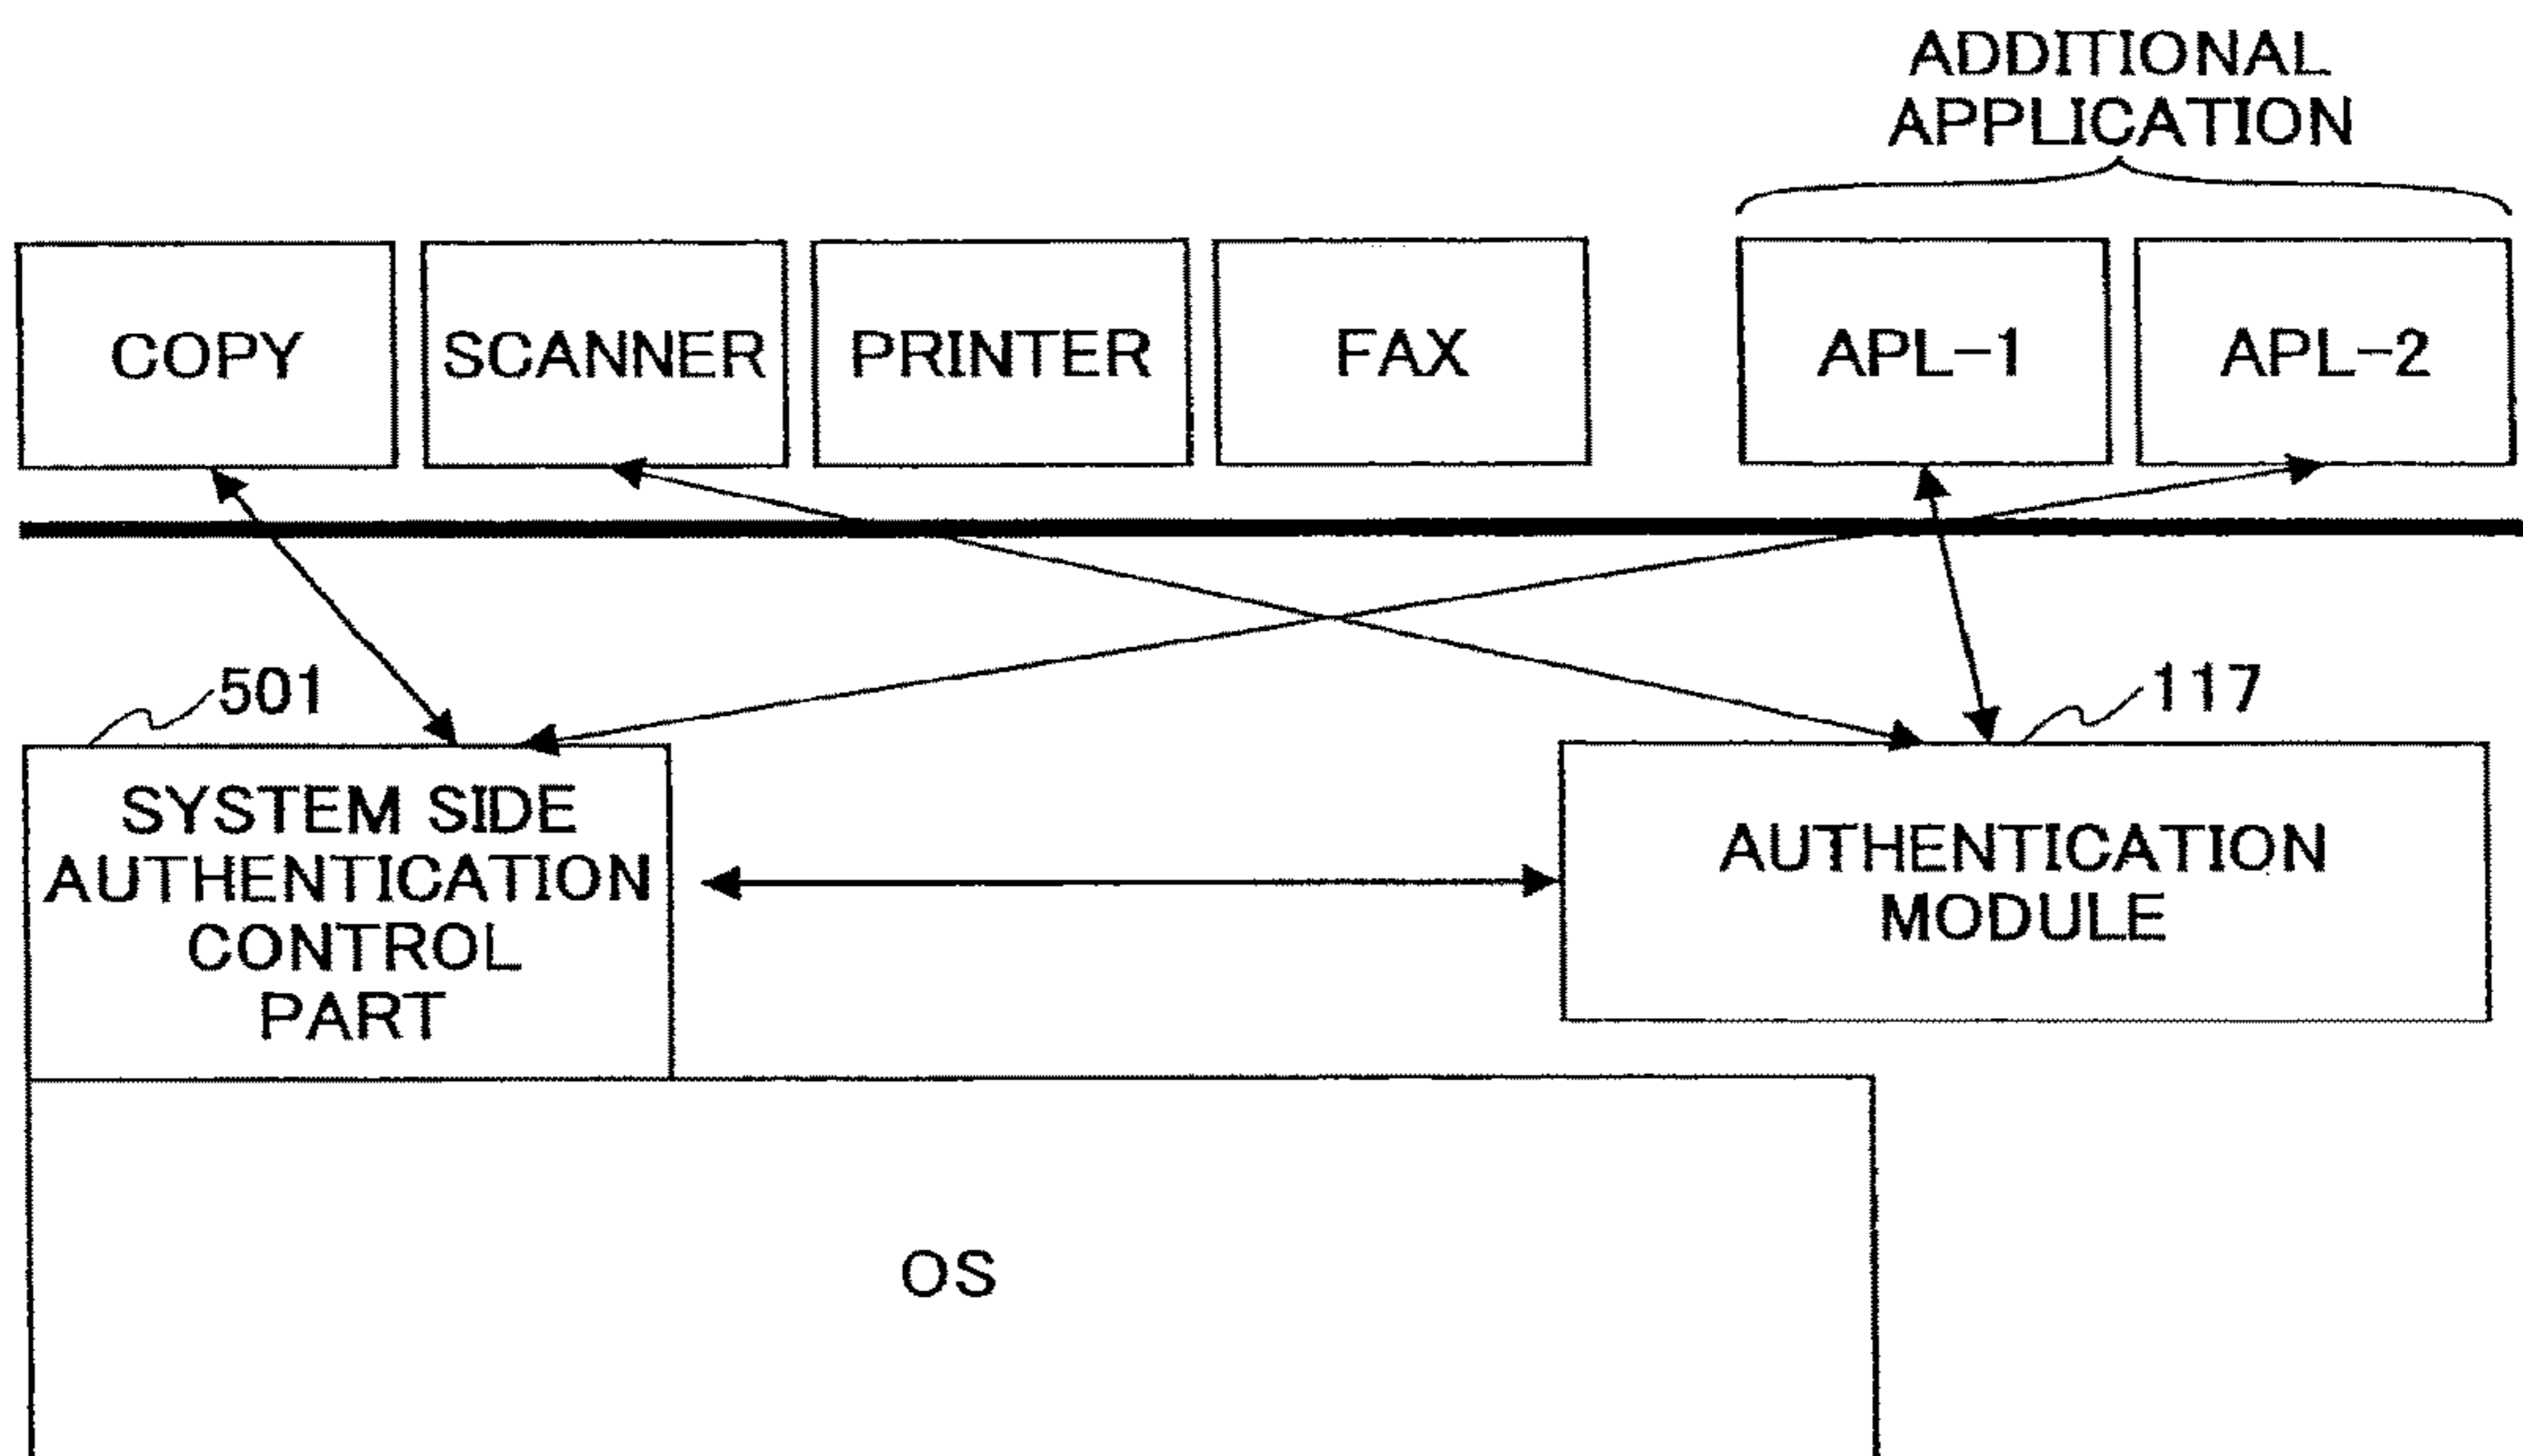 ADDITIONAL
APPLICATION
COPY
SCANNER
PRINTER
FAX
APL-1
APL-2
501
117
SYSTEM SIDE
AUTHENTICATION
CONTROL
PART
AUTHENTICATION
MODULE
OS